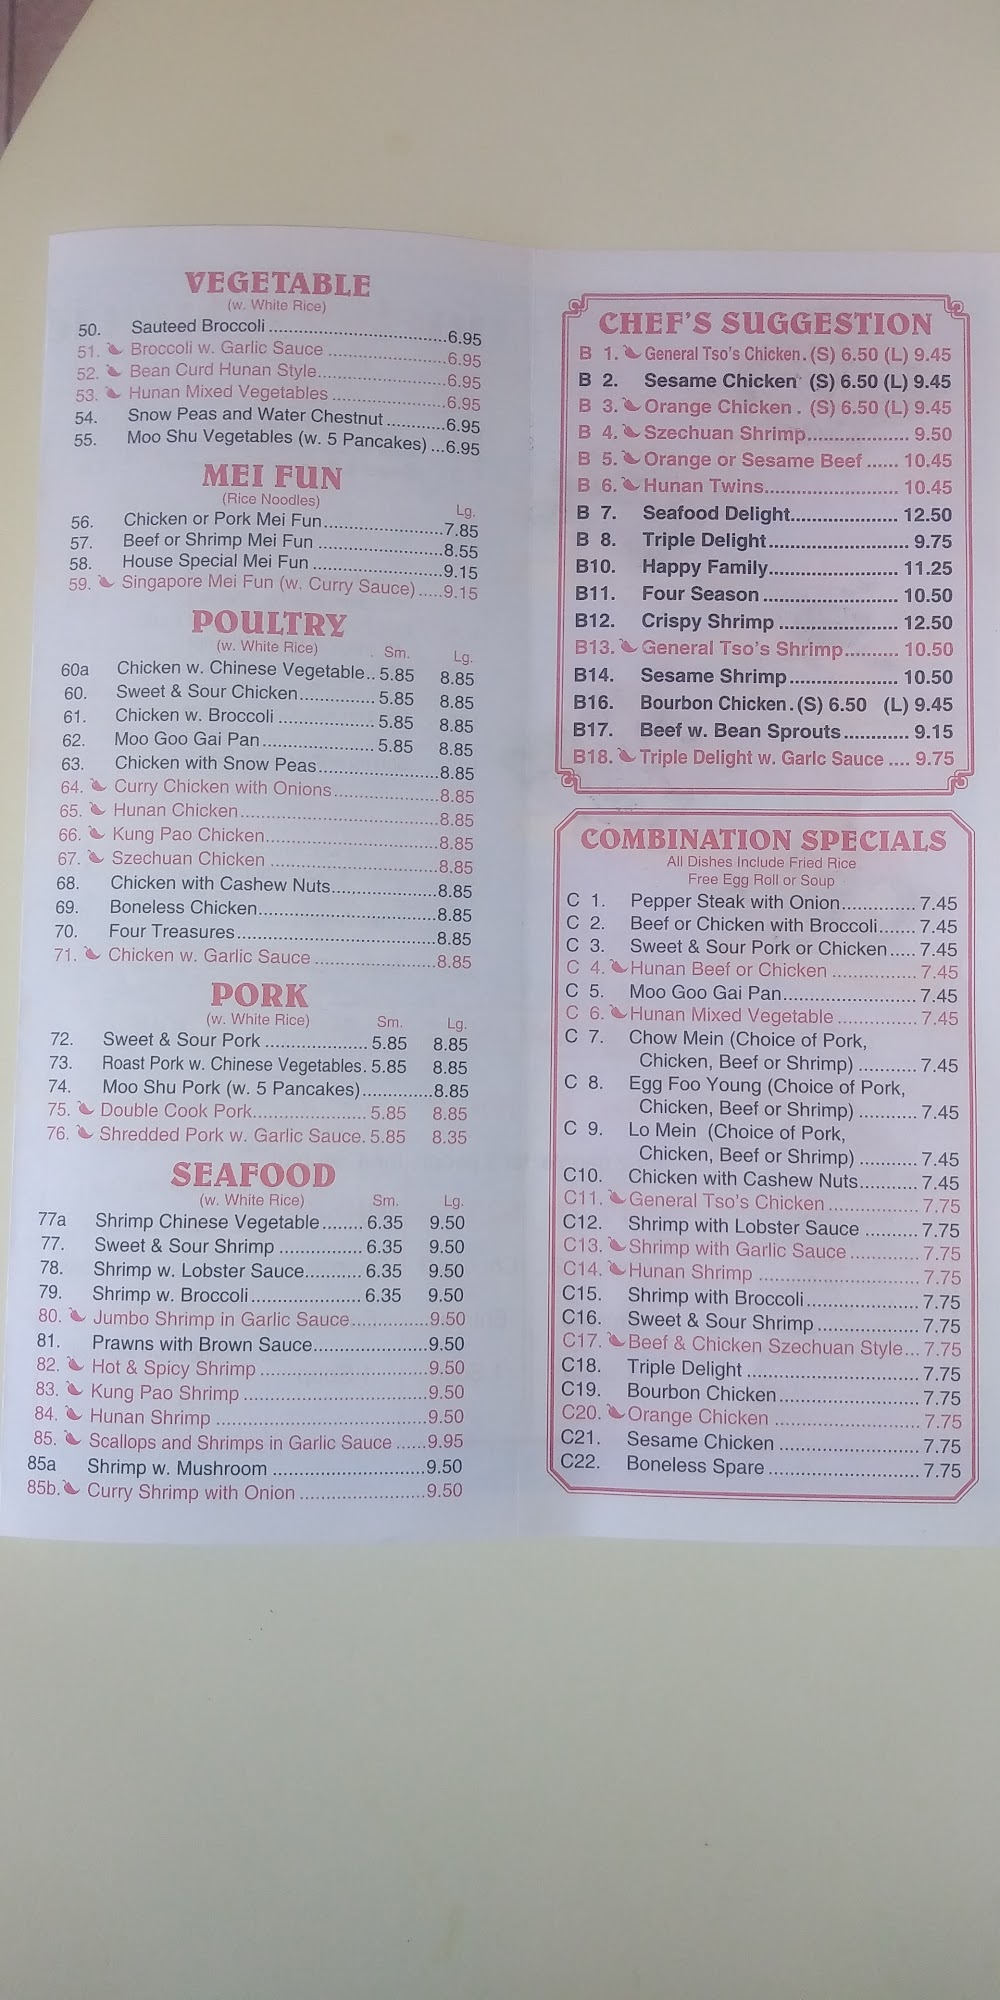 VEGETABLE
(w. White Rice)
50. Sauteed Broccoli ........................................6.95
51. Broccoli w. Garlic Sauce ...........................6.95
52. Bean Curd Hunan Style............................6.95
53. Hunan Mixed Vegetables ..........................6.95
54. Snow Peas and Water Chestnut ..............6.95
55. Moo Shu Vegetables (w. 5 Pancakes) ...6.95
MEI FUN
(Rice Noodles)
Lg.
56. Chicken or Pork Mei Fun...........................7.85
57. Beef or Shrimp Mei Fun ............................8.55
58. House Special Mei Fun .............................9.15
59. Singapore Mei Fun (w. Curry Sauce).....9.15
POULTRY
(w. White Rice) Sm. Lg.
60a Chicken w. Chinese Vegetable.. 5.85 8.85
60. Sweet & Sour Chicken................ 5.85 8.85
61. Chicken w. Broccoli .................... 5.85 8.85
62. Moo Goo Gai Pan....................... 5.85 8.85
63. Chicken with Snow Peas...........................8.85
64. Curry Chicken with Onions........................8.85
65. Hunan Chicken...........................................8.85
66. Kung Pao Chicken.....................................8.85
67. Szechuan Chicken ....................................8.85
68. Chicken with Cashew Nuts.......................8.85
69. Boneless Chicken......................................8.85
70. Four Treasures...........................................8.85
71. Chicken w. Garlic Sauce ...........................8.85
PORK
(w. White Rice) Sm. Lg.
72. Sweet & Sour Pork ...................... 5.85 8.85
73. Roast Pork w. Chinese Vegetables. 5.85 8.85
74. Moo Shu Pork (w. 5 Pancakes)...............8.85
75. Double Cook Pork........................ 5.85 8.85
76. Shredded Pork w. Garlic Sauce. 5.85 8.35
SEAFOOD
(w. White Rice) Sm. Lg.
77a Shrimp Chinese Vegetable........ 6.35 9.50
77. Sweet & Sour Shrimp ................ 6.35 9.50
78. Shrimp w. Lobster Sauce........... 6.35 9.50
79. Shrimp w. Broccoli...................... 6.35 9.50
80. Jumbo Shrimp in Garlic Sauce................9.50
81. Prawns with Brown Sauce........................9.50
82. Hot & Spicy Shrimp ...................................9.50
83. Kung Pao Shrimp ......................................9.50
84. Hunan Shrimp ............................................9.50
85. Scallops and Shrimps in Garlic Sauce ......9.95
85a Shrimp w. Mushroom ................................9.50
85b. Curry Shrimp with Onion ..........................9.50
CHEF'S SUGGESTION
B 1. General Tso's Chicken. (S) 6.50 (L) 9.45
B 2. Sesame Chicken (S) 6.50 (L) 9.45
B 3. Orange Chicken . (S) 6.50 (L) 9.45
B 4. Szechuan Shrimp.................... 9.50
B 5. Orange or Sesame Beef ...... 10.45
B 6. Hunan Twins.......................... 10.45
B 7. Seafood Delight..................... 12.50
B 8. Triple Delight........................... 9.75
B10. Happy Family......................... 11.25
B11. Four Season .......................... 10.50
B12. Crispy Shrimp ....................... 12.50
B13. General Tso's Shrimp.......... 10.50
B14. Sesame Shrimp..................... 10.50
B16. Bourbon Chicken. (S) 6.50 (L) 9.45
B17. Beef w. Bean Sprouts............ 9.15
B18. Triple Delight w. Garlc Sauce .... 9.75
COMBINATION SPECIALS
All Dishes Include Fried Rice
Free Egg Roll or Soup
C 1. Pepper Steak with Onion............. 7.45
C 2. Beef or Chicken with Broccoli....... 7.45
C 3. Sweet & Sour Pork or Chicken..... 7.45
C 4. Hunan Beef or Chicken ............... 7.45
C 5. Moo Goo Gai Pan........................ 7.45
C 6. Hunan Mixed Vegetable .............. 7.45
C 7. Chow Mein (Choice of Pork,
Chicken, Beef or Shrimp) .......... 7.45
C 8. Egg Foo Young (Choice of Pork,
Chicken, Beef or Shrimp) .......... 7.45
C 9. Lo Mein (Choice of Pork,
Chicken, Beef or Shrimp) .......... 7.45
C10. Chicken with Cashew Nuts.......... 7.45
C11. General Tso's Chicken ................ 7.75
C12. Shrimp with Lobster Sauce .......... 7.75
C13. Shrimp with Garlic Sauce ............ 7.75
C14. Hunan Shrimp ............................. 7.75
C15. Shrimp with Broccoli.................... 7.75
C16. Sweet & Sour Shrimp .................. 7.75
C17. Beef & Chicken Szechuan Style... 7.75
C18. Triple Delight ............................... 7.75
C19. Bourbon Chicken......................... 7.75
C20. Orange Chicken .......................... 7.75
C21. Sesame Chicken ......................... 7.75
C22. Boneless Spare ........................... 7.75